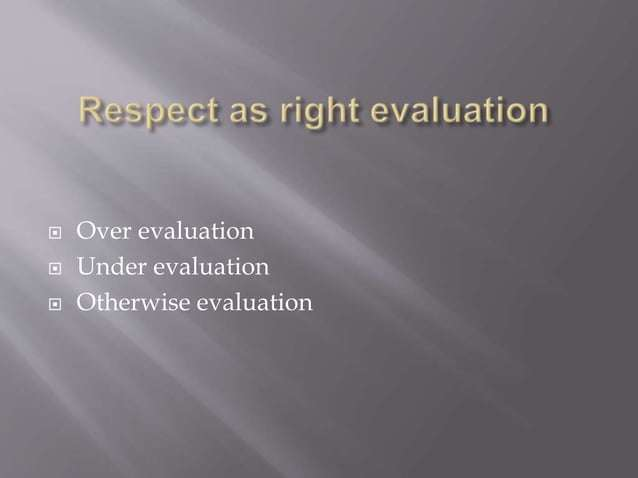 Respect as right evaluation
Over evaluation
Under evaluation
Otherwise evaluation